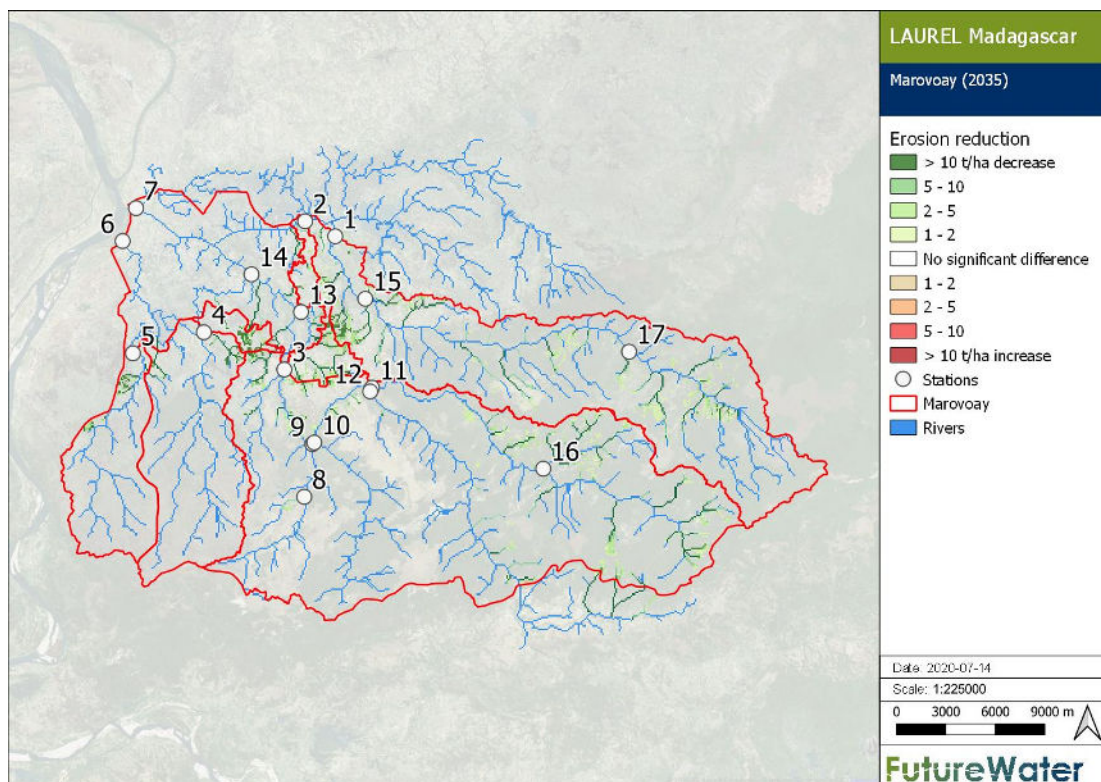 LAUREL Madagascar
Marovoay (2035)
Erosion reduction
> 10 t/ha decrease
5 - 10
2 - 5
1 - 2
No significant difference
1 - 2
2 - 5
5 - 10
> 10 t/ha increase
Stations
Marovoay
Rivers
7
2
6
1
14
15
13
4
17
5
3
12
11
9
10
16
8
Date: 2020-07-14
Scale: 1:225000
0 3000 6000 9000 m
FutureWater